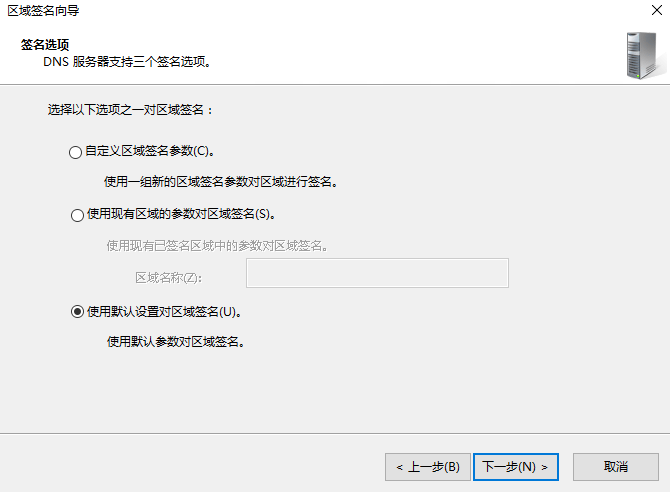 区域签名向导
签名选项
DNS 服务器支持三个签名选项。
选择以下选项之一对区域签名：
自定义区域签名参数(C)。
使用一组新的区域签名参数对区域进行签名。
使用现有区域的参数对区域签名(S)。
使用现有已签名区域中的参数对区域签名。
区域名称(Z):
使用默认设置对区域签名(U)。
使用默认参数对区域签名。
< 上一步(B) 下一步(N) > 取消